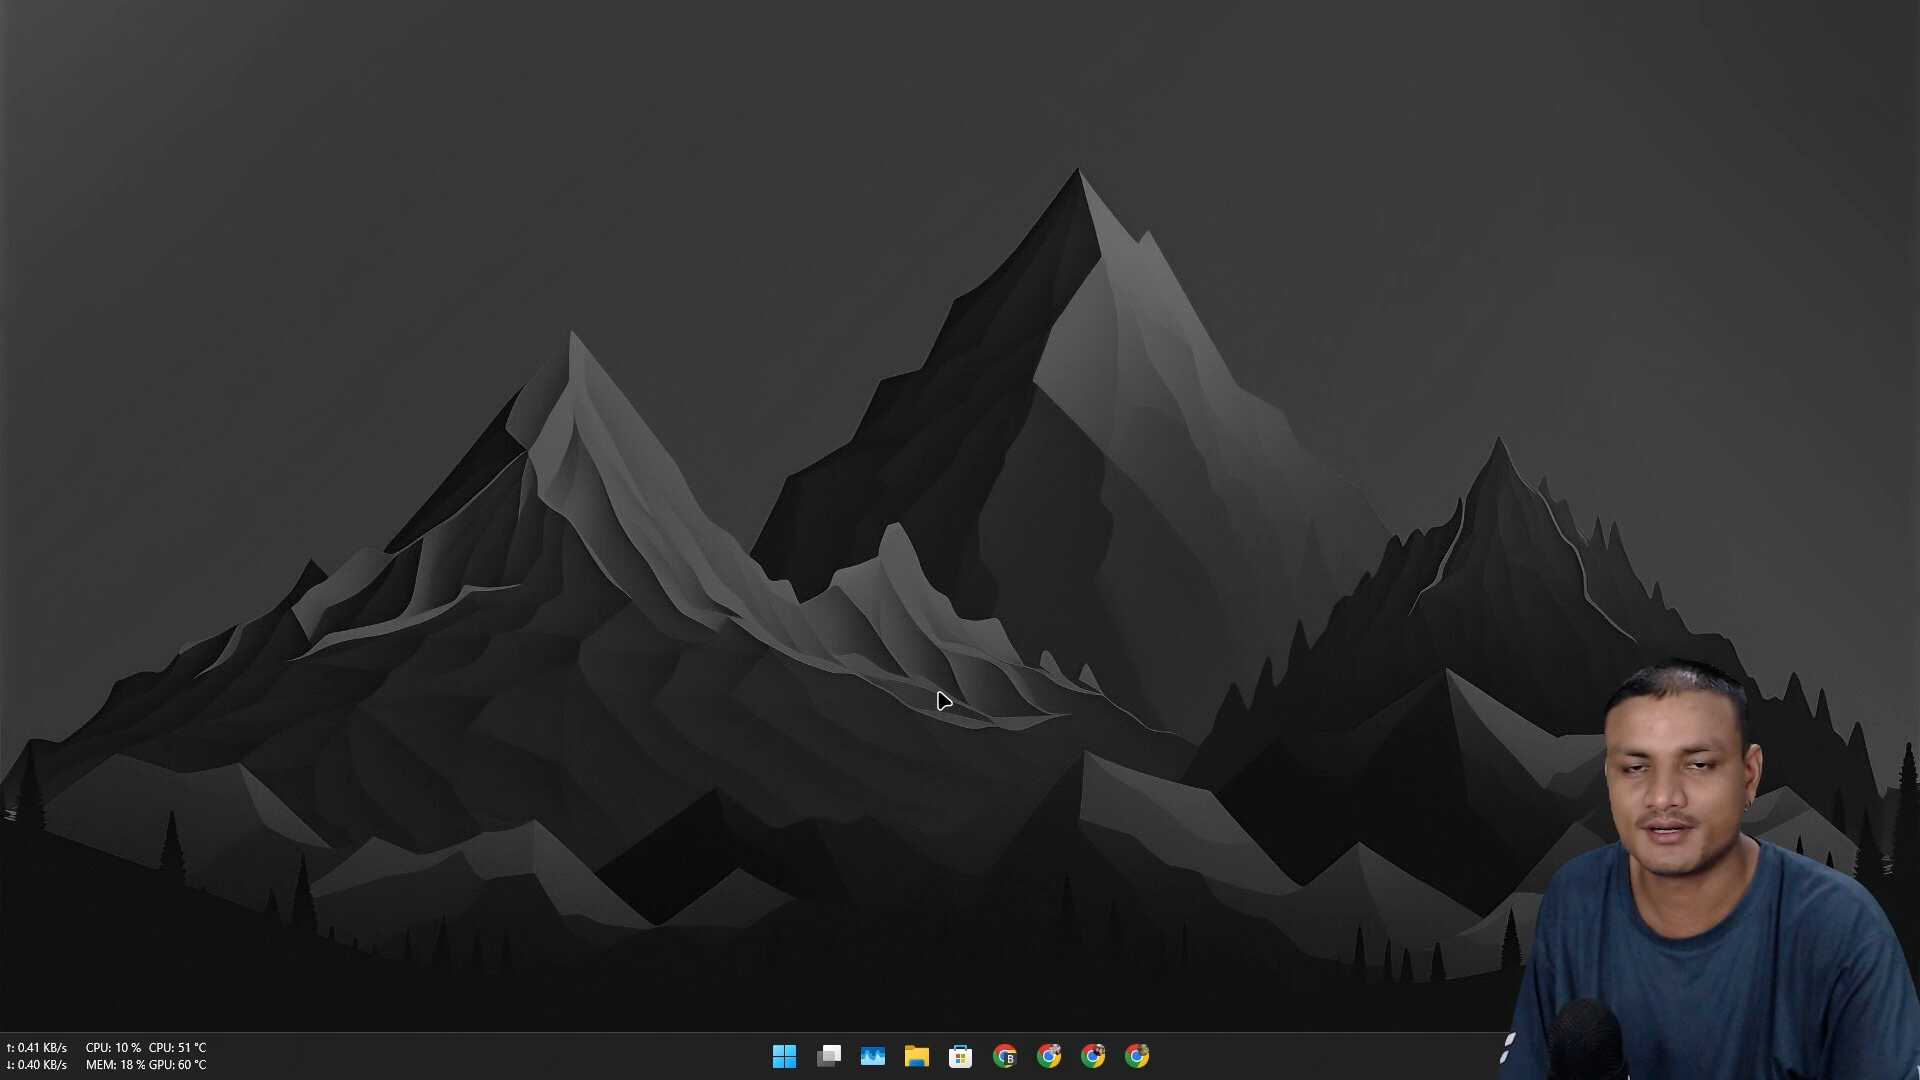 ↑: 0.41 KB/s CPU: 10 % CPU: 51 °C
↓: 0.40 KB/s MEM: 18 % GPU: 60 °C
B